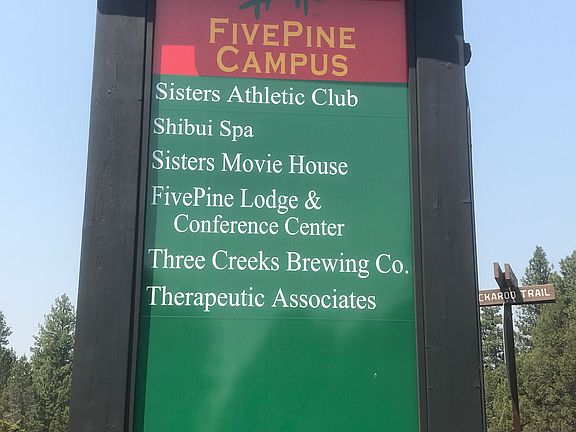 FIVEPINE
CAMPUS
Sisters Athletic Club
Shibui Spa
Sisters Movie House
FivePine Lodge &
Conference Center
Three Creeks Brewing Co.
Therapeutic Associates
TRAIL